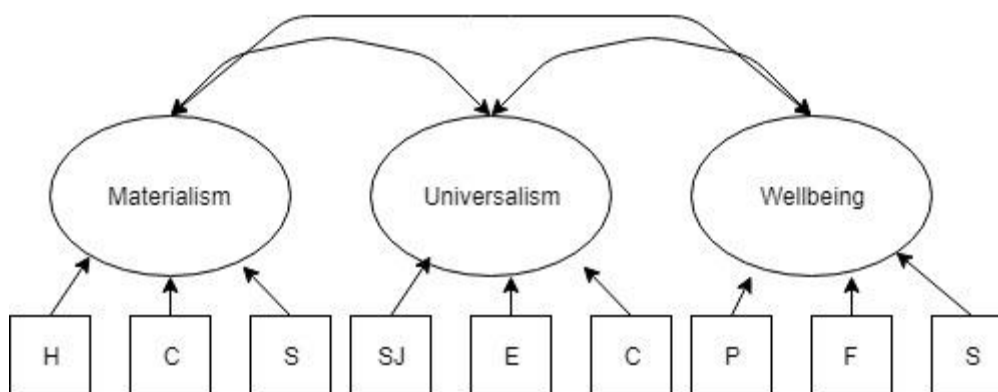 Materialism
Universalism
Wellbeing
H
C
S
SJ
E
C
P
F
S